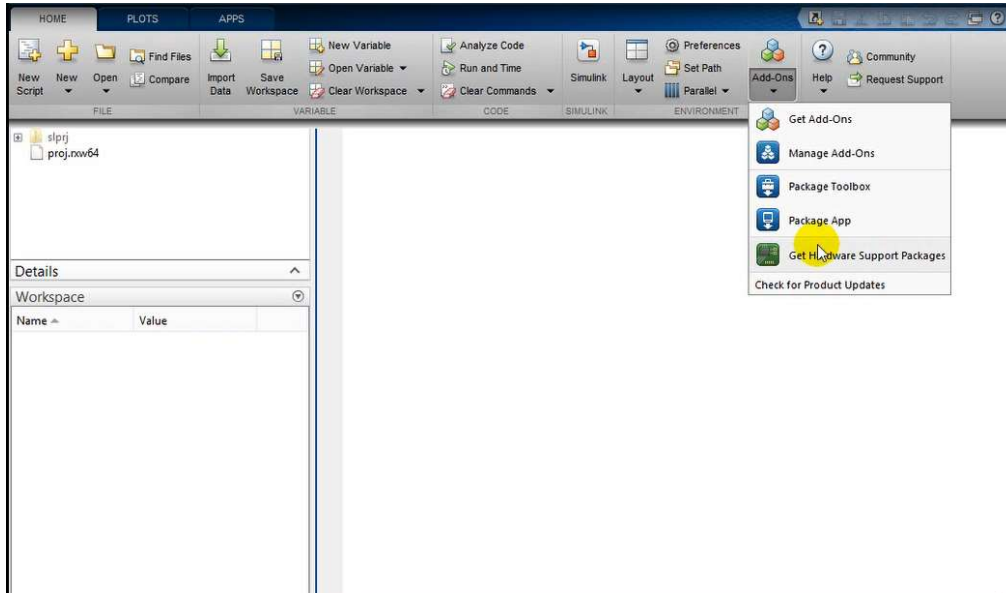 HOME PLOTS APPS
New Script
New
Open
Find Files
Compare
Import Data
Save Workspace
New Variable
Open Variable
Clear Workspace
Analyze Code
Run and Time
Clear Commands
Simulink
Layout
Preferences
Set Path
Parallel
Add-Ons
Help
Community
Request Support
FILE VARIABLE CODE SIMULINK ENVIRONMENT
Get Add-Ons
Manage Add-Ons
Package Toolbox
Package App
Get Hardware Support Packages
Check for Product Updates
slprj
proj.rxw64
Details
Workspace
Name Value